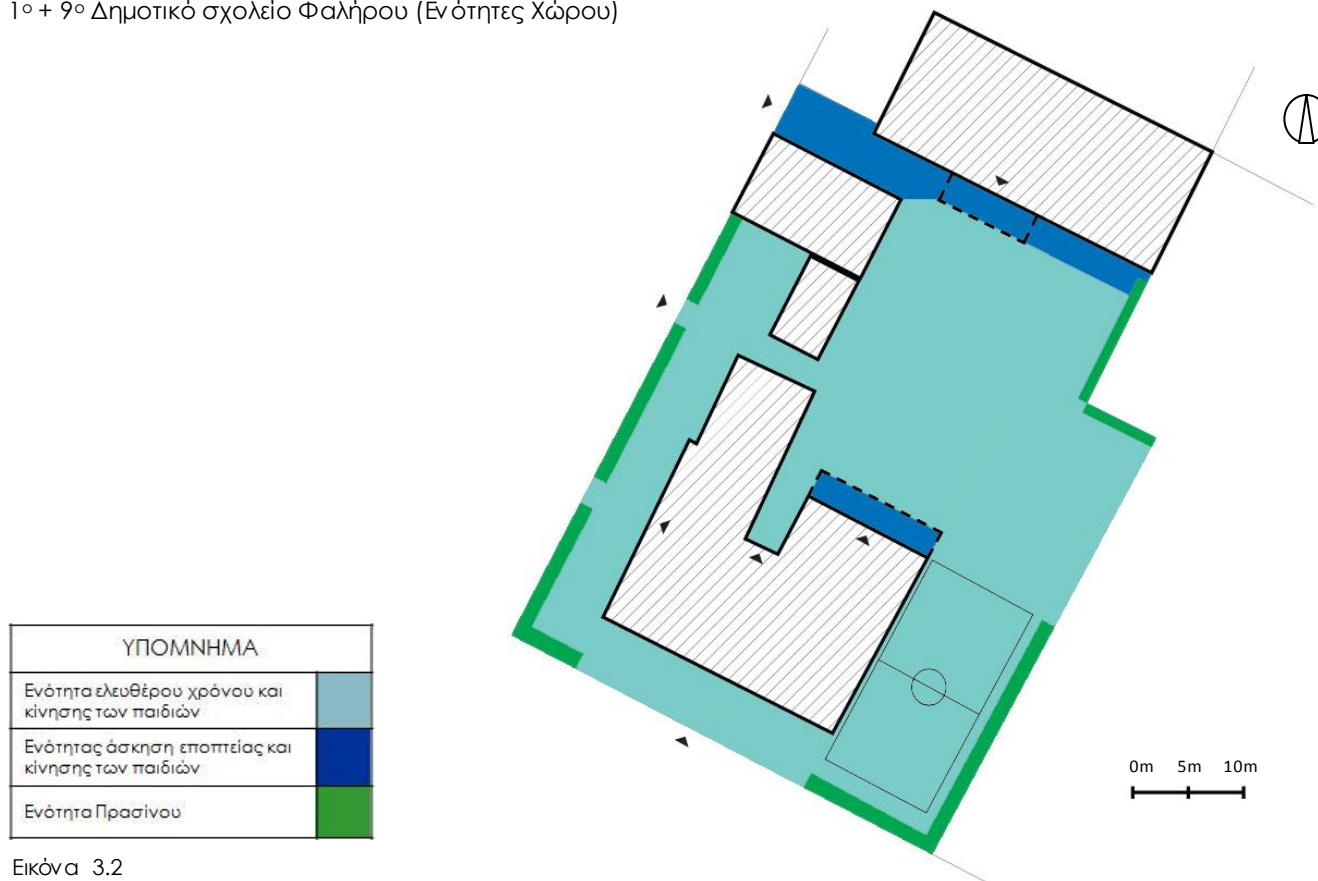 1ο + 9ο Δημοτικό σχολείο Φαλήρου (Ενότητες Χώρου)
ΥΠΟΜΝΗΜΑ
Ενότητα ελευθέρου χρόνου και
κίνησης των παιδιών
Ενότητας άσκηση εποπτείας και
κίνησης των παιδιών
Ενότητα Πρασίνου
0m 5m 10m
Εικόνα 3.2